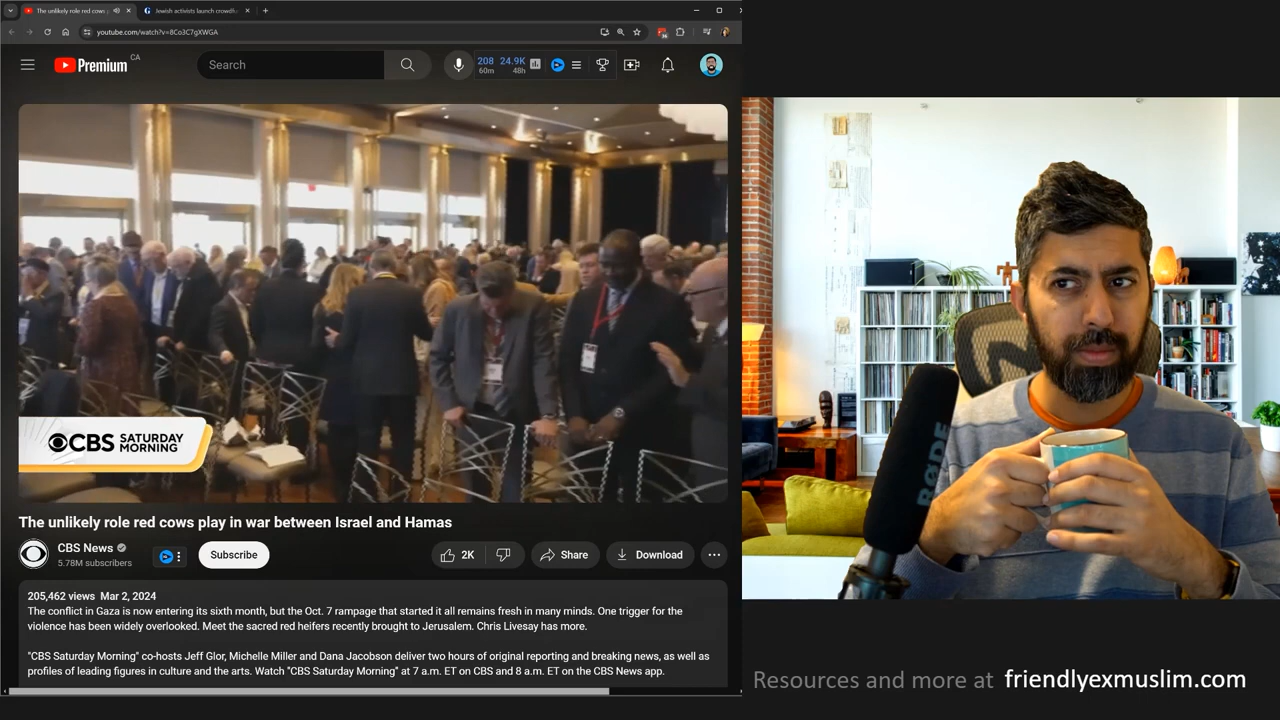 The unlikely role red cows
Jewish activists launch crowdfu
youtube.com/watch?v=8Co3C7gXWGA
Premium CA
Search
208 24.9K
60m 48h
CBS SATURDAY MORNING
RØDE
The unlikely role red cows play in war between Israel and Hamas
CBS News
5.78M subscribers
Subscribe
2K
Share
Download
205,462 views Mar 2, 2024
The conflict in Gaza is now entering its sixth month, but the Oct. 7 rampage that started it all remains fresh in many minds. One trigger for the
violence has been widely overlooked. Meet the sacred red heifers recently brought to Jerusalem. Chris Livesay has more.
"CBS Saturday Morning" co-hosts Jeff Glor, Michelle Miller and Dana Jacobson deliver two hours of original reporting and breaking news, as well as
profiles of leading figures in culture and the arts. Watch "CBS Saturday Morning" at 7 a.m. ET on CBS and 8 a.m. ET on the CBS News app.
Resources and more at friendlyexmuslim.com